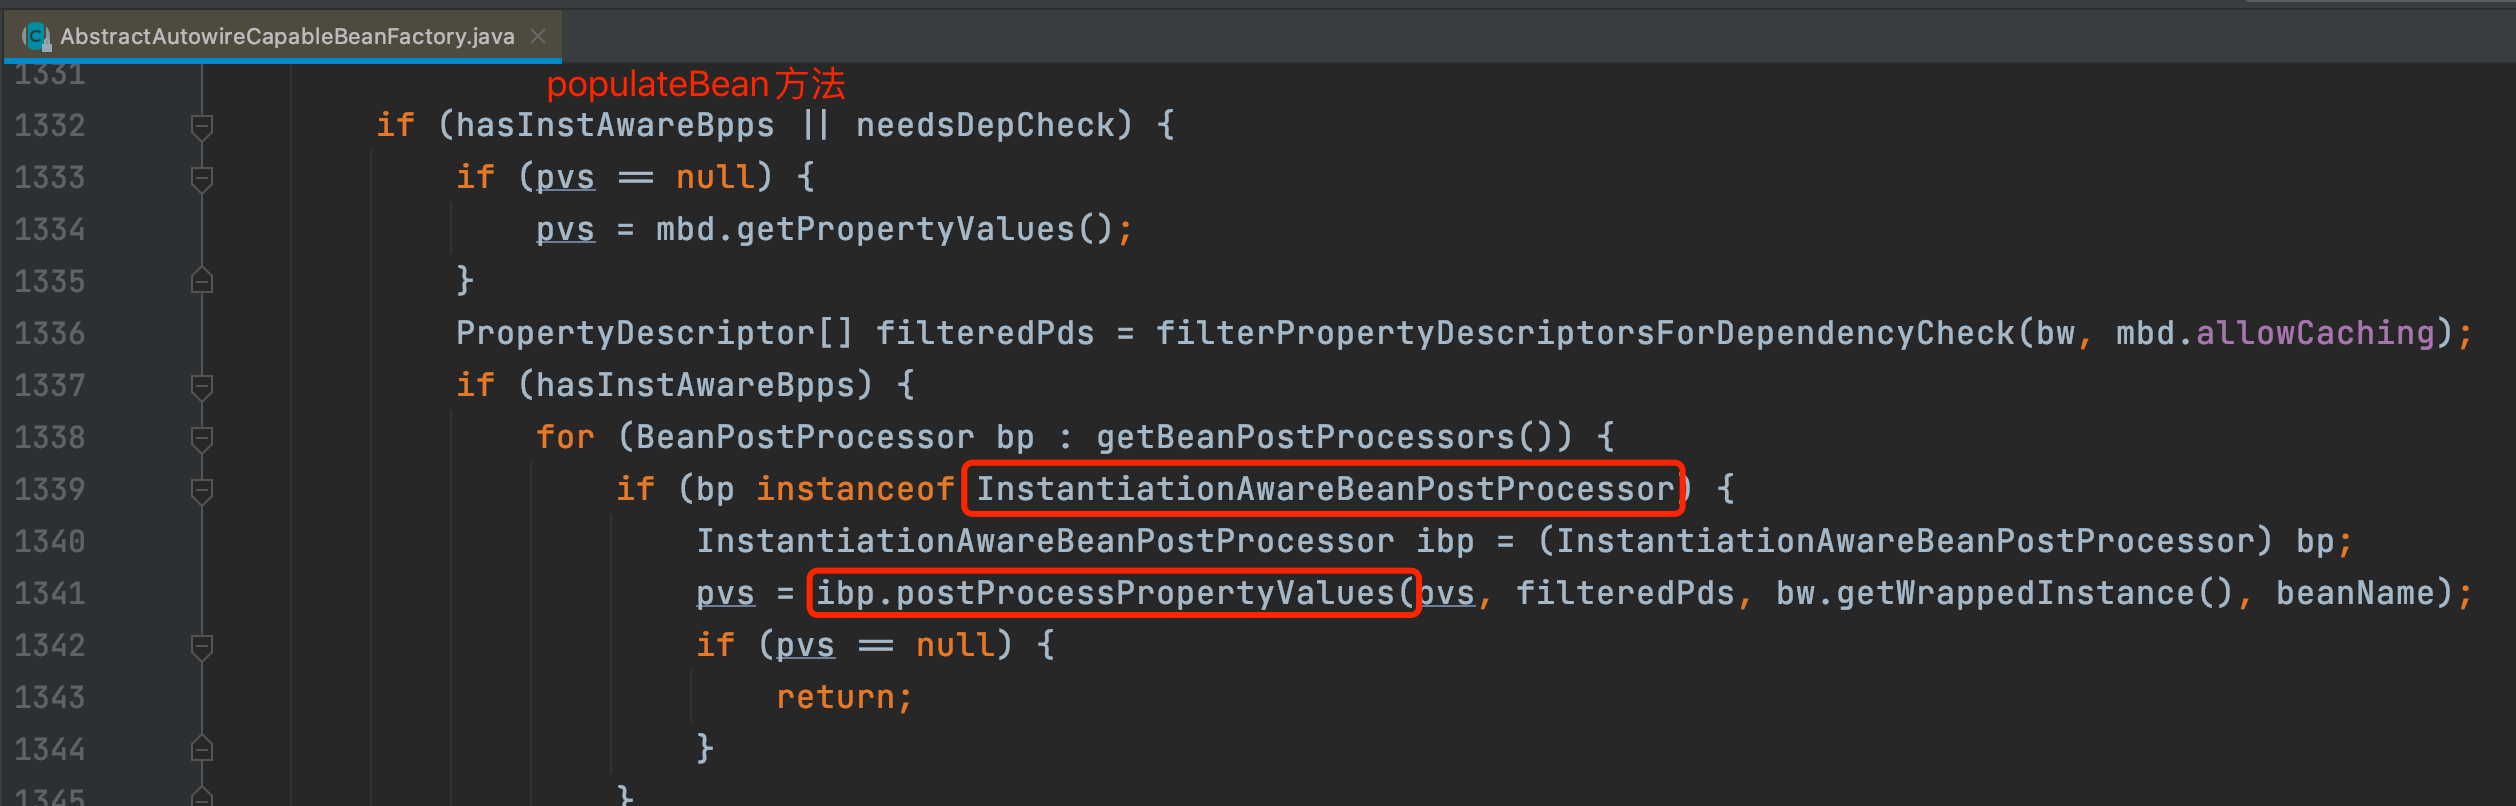 AbstractAutowireCapableBeanFactory.java
1331
populateBean方法
1332 if (hasInstAwareBpps || needsDepCheck) {
1333 if (pvs == null) {
1334 pvs = mbd.getPropertyValues();
1335 }
1336 PropertyDescriptor[] filteredPds = filterPropertyDescriptorsForDependencyCheck(bw, mbd.allowCaching);
1337 if (hasInstAwareBpps) {
1338 for (BeanPostProcessor bp : getBeanPostProcessors()) {
1339 if (bp instanceof InstantiationAwareBeanPostProcessor) {
1340 InstantiationAwareBeanPostProcessor ibp = (InstantiationAwareBeanPostProcessor) bp;
1341 pvs = ibp.postProcessPropertyValues(pvs, filteredPds, bw.getWrappedInstance(), beanName);
1342 if (pvs == null) {
1343 return;
1344 }
1345 }